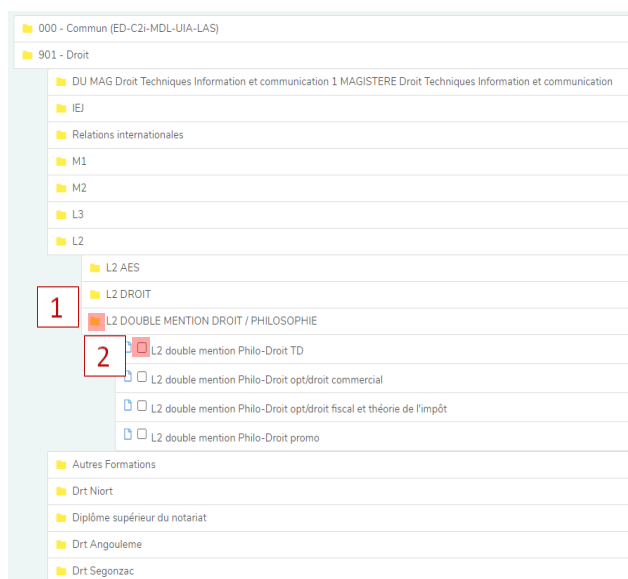 000 - Commun (ED-C2i-MDL-UIA-LAS)
901 - Droit
DU MAG Droit Techniques Information et communication 1 MAGISTERE Droit Techniques Information et communication
IEJ
Relations internationales
M1
M2
L3
L2
L2 AES
L2 DROIT
1
L2 DOUBLE MENTION DROIT / PHILOSOPHIE
2
L2 double mention Philo-Droit TD
L2 double mention Philo-Droit opt/droit commercial
L2 double mention Philo-Droit opt/droit fiscal et théorie de l'impôt
L2 double mention Philo-Droit promo
Autres Formations
Drt Niort
Diplôme supérieur du notariat
Drt Angouleme
Drt Segonzac